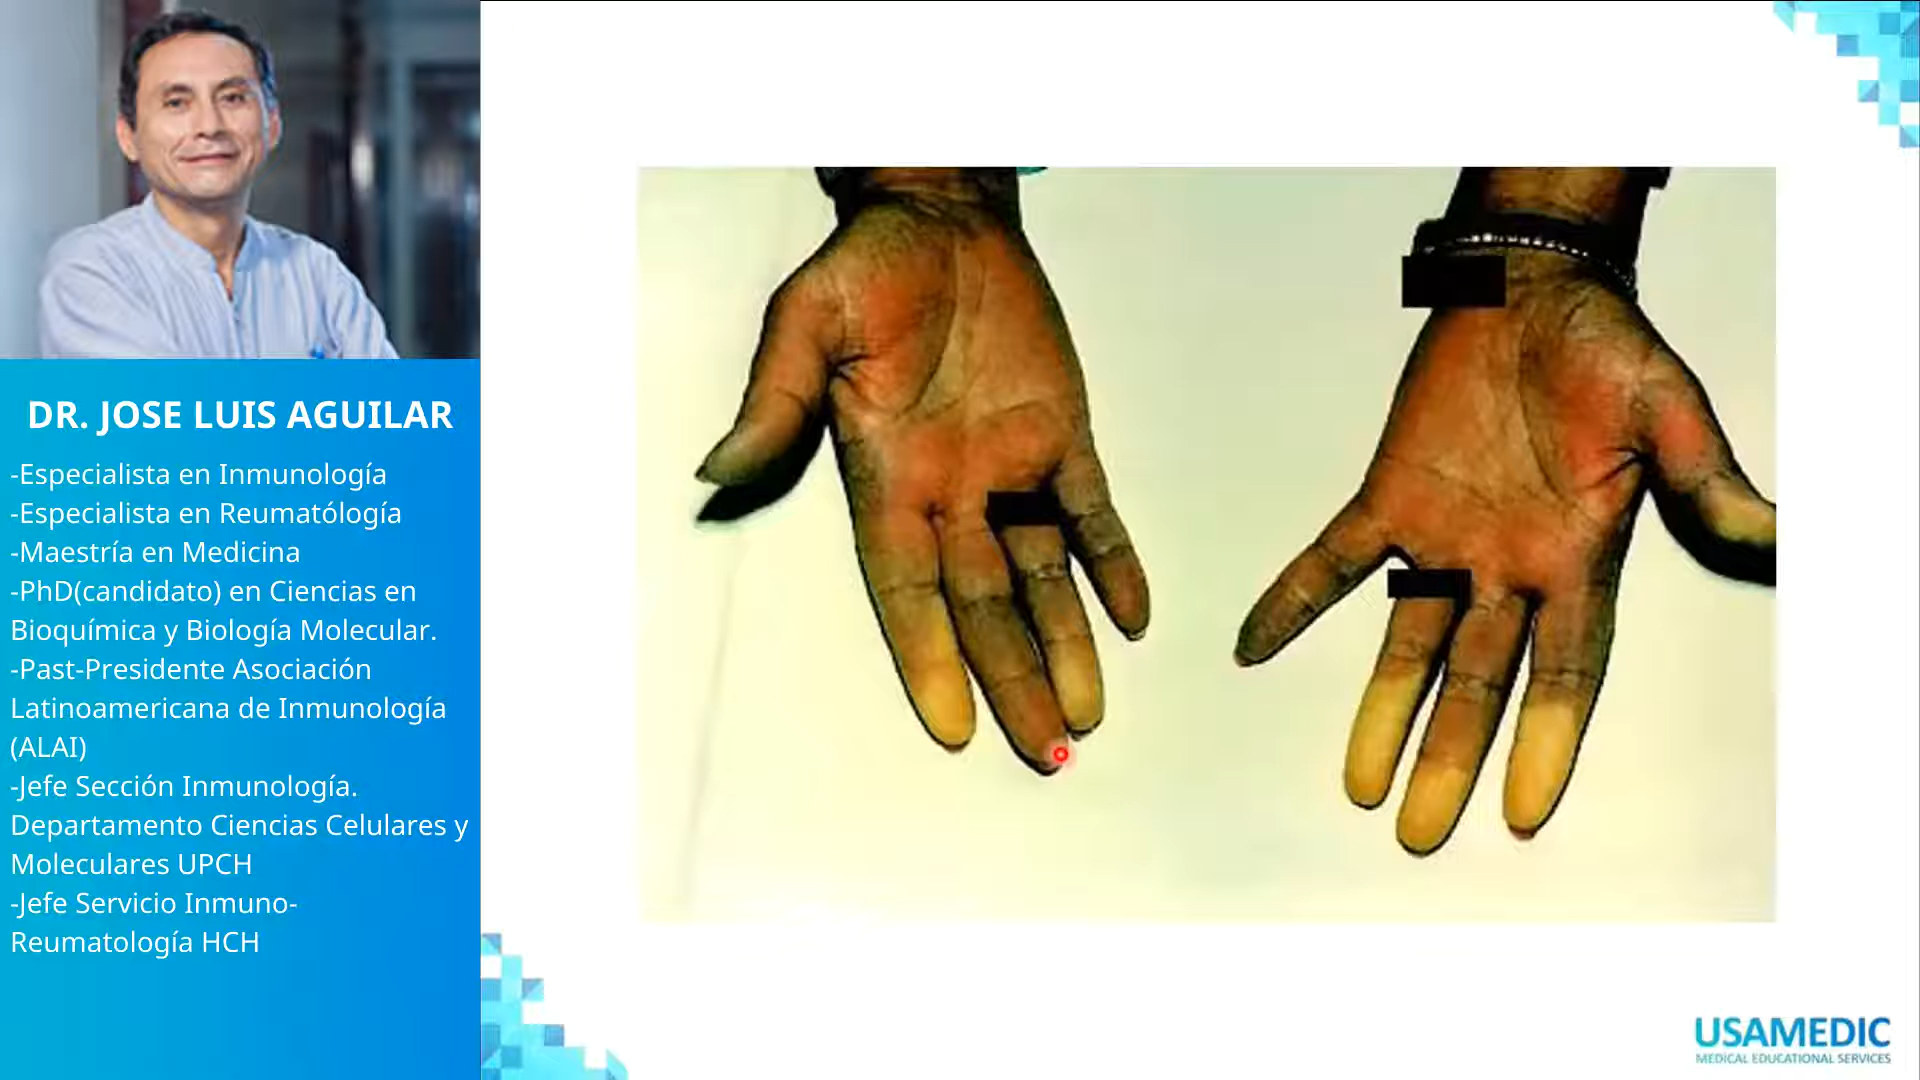 DR. JOSE LUIS AGUILAR
-Especialista en Inmunología
-Especialista en Reumatólogía
-Maestría en Medicina
-PhD(candidato) en Ciencias en
Bioquímica y Biología Molecular.
-Past-Presidente Asociación
Latinoamericana de Inmunología
(ALAI)
-Jefe Sección Inmunología.
Departamento Ciencias Celulares y
Moleculares UPCH
-Jefe Servicio Inmuno-
Reumatología HCH
USAMEDIC
MEDICAL EDUCATIONAL SERVICES